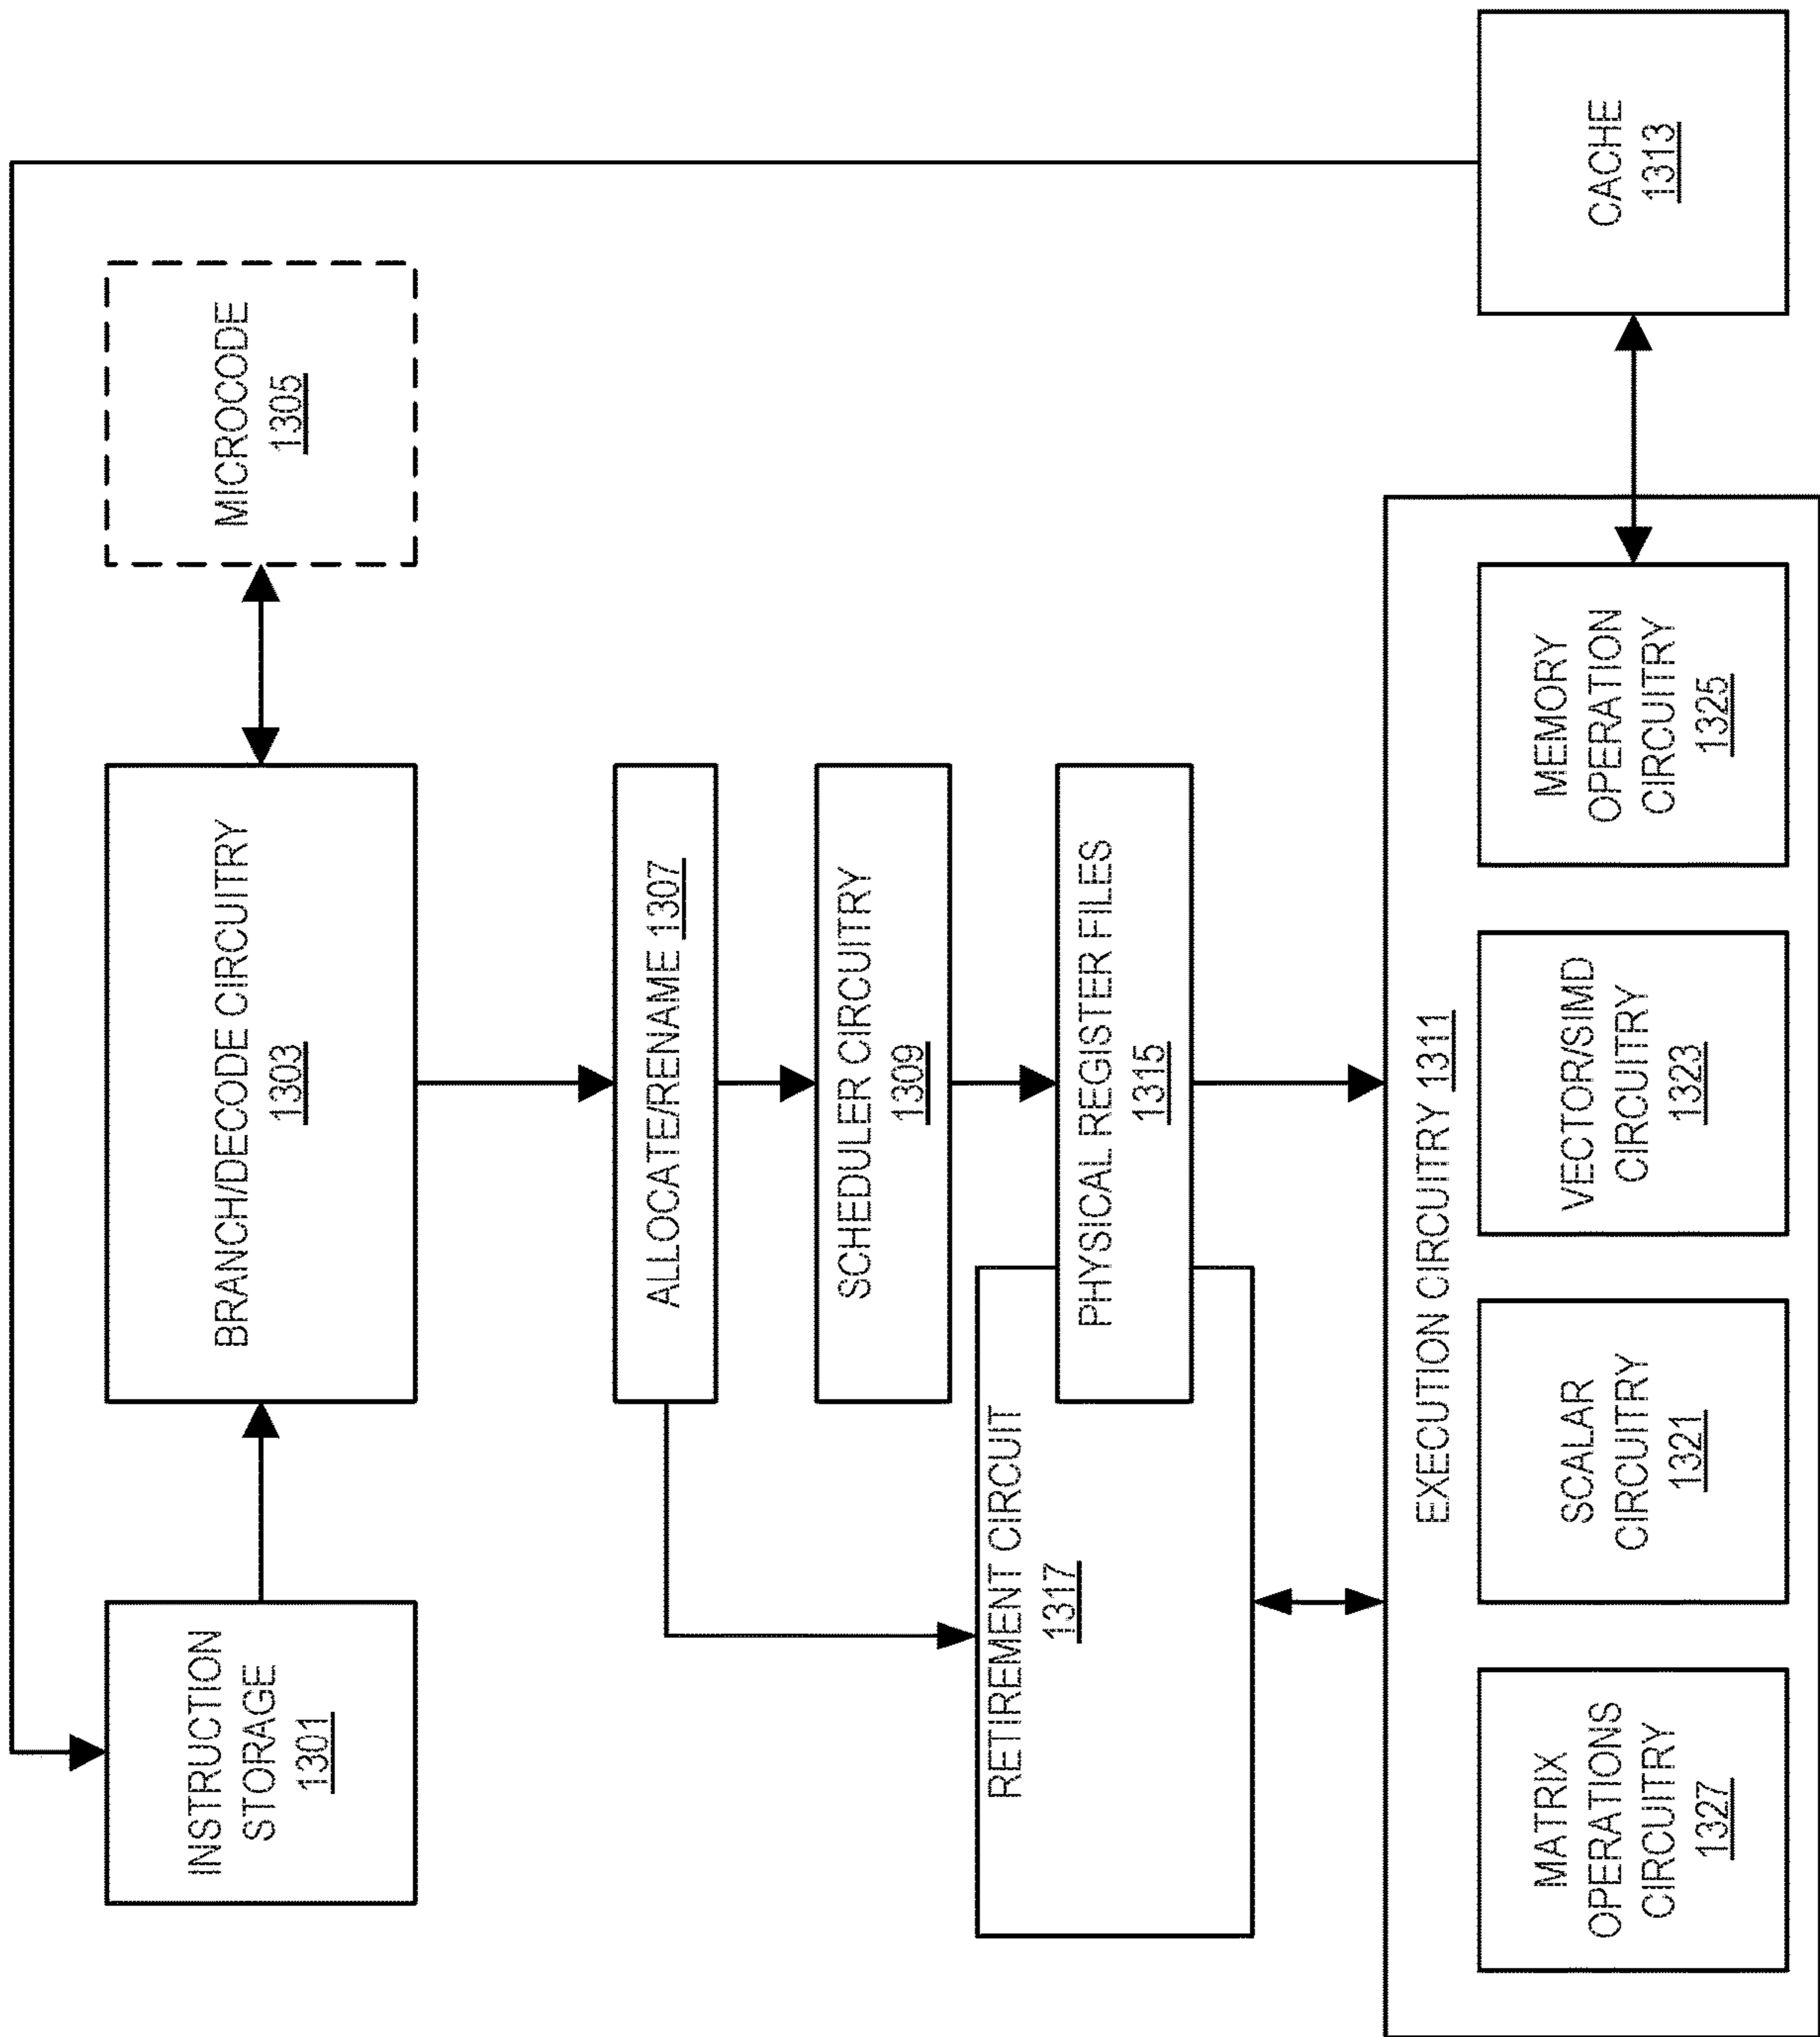 INSTRUCTION
STORAGE
1301
BRANCH/DECODE CIRCUITRY
1303
MICROCODE
1305
ALLOCATE/RENAME 1307
SCHEDULER CIRCUITRY
1309
RETIREMENT CIRCUIT
1317
PHYSICAL REGISTER FILES
1315
EXECUTION CIRCUITRY 1311
MATRIX
OPERATIONS
CIRCUITRY
1327
SCALAR
CIRCUITRY
1321
VECTOR/SIMD
CIRCUITRY
1323
MEMORY
OPERATION
CIRCUITRY
1325
CACHE
1313